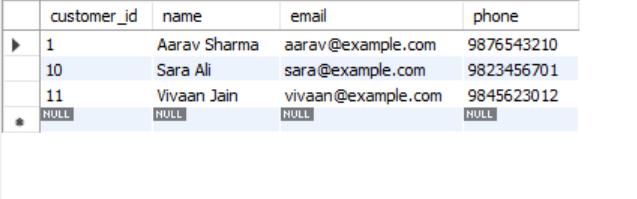 customer_id name email phone
1 Aarav Sharma aarav@example.com 9876543210
10 Sara Ali sara@example.com 9823456701
11 Vivaan Jain vivaan@example.com 9845623012
NULL NULL NULL NULL